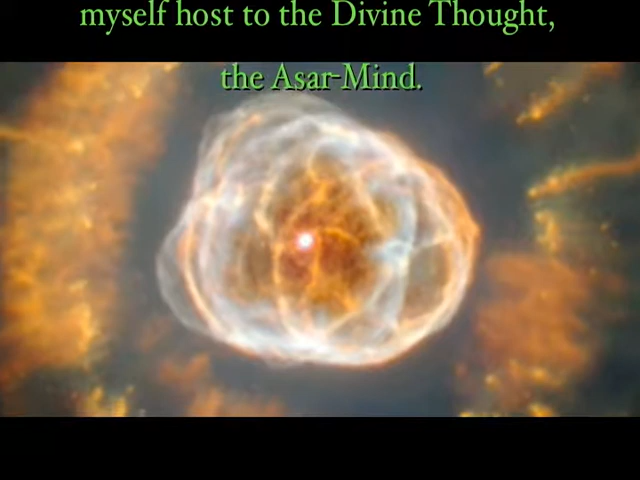 myself host to the Divine Thought,
the Asar-Mind.